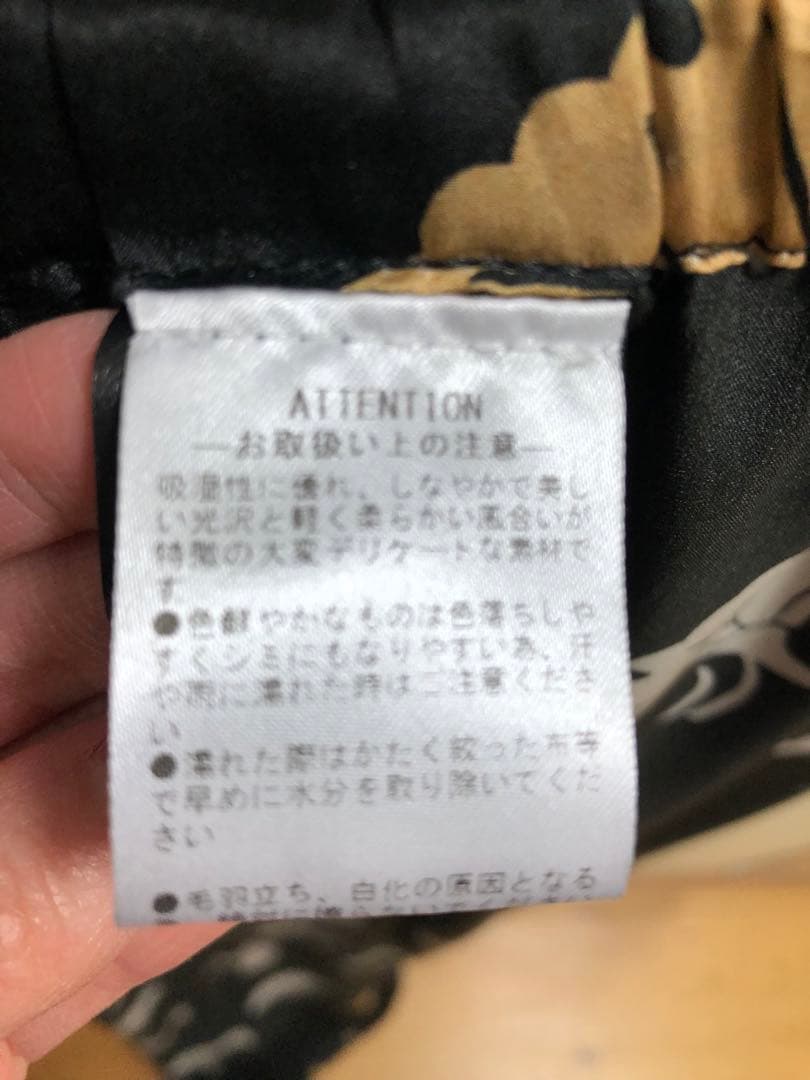 ATTENTION
―お取扱い上の注意―
吸湿性に優れ、しなやかで美し
い光沢と軽く柔らかい風合いが
特徴の大変デリケートな素材で
す
●色鮮やかなものは色落ちしや
すくシミにもなりやすい為、汗
や雨に濡れた時はご注意くださ
い
●濡れた際はかたく絞った布等
で早めに水分を取り除いてくだ
さい
●毛羽立ち、白化の原因となる